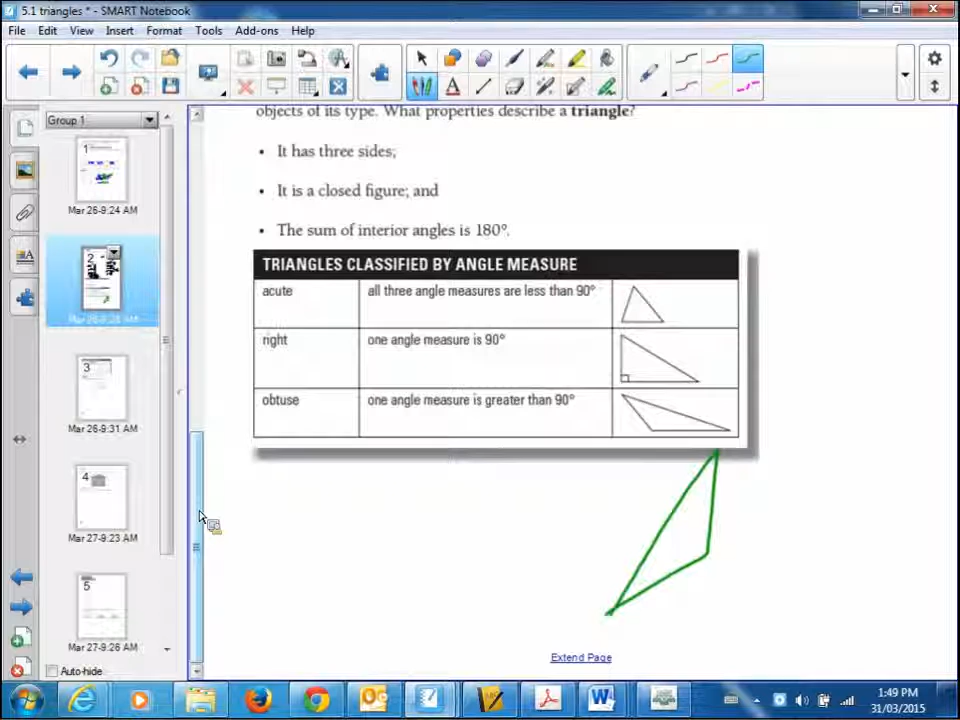 5.1 triangles * - SMART Notebook
File Edit View Insert Format Tools Add-ons Help
Group 1
1
Mar 26-9:24 AM
2
3
Mar 26-9:31 AM
4
Mar 27-9:23 AM
5
Mar 27-9:26 AM
Auto-hide
objects of its type. What properties describe a triangle?
• It has three sides;
• It is a closed figure; and
• The sum of interior angles is 180°.
TRIANGLES CLASSIFIED BY ANGLE MEASURE
acute all three angle measures are less than 90°
right one angle measure is 90°
obtuse one angle measure is greater than 90°
Extend Page
1:49 PM
31/03/2015